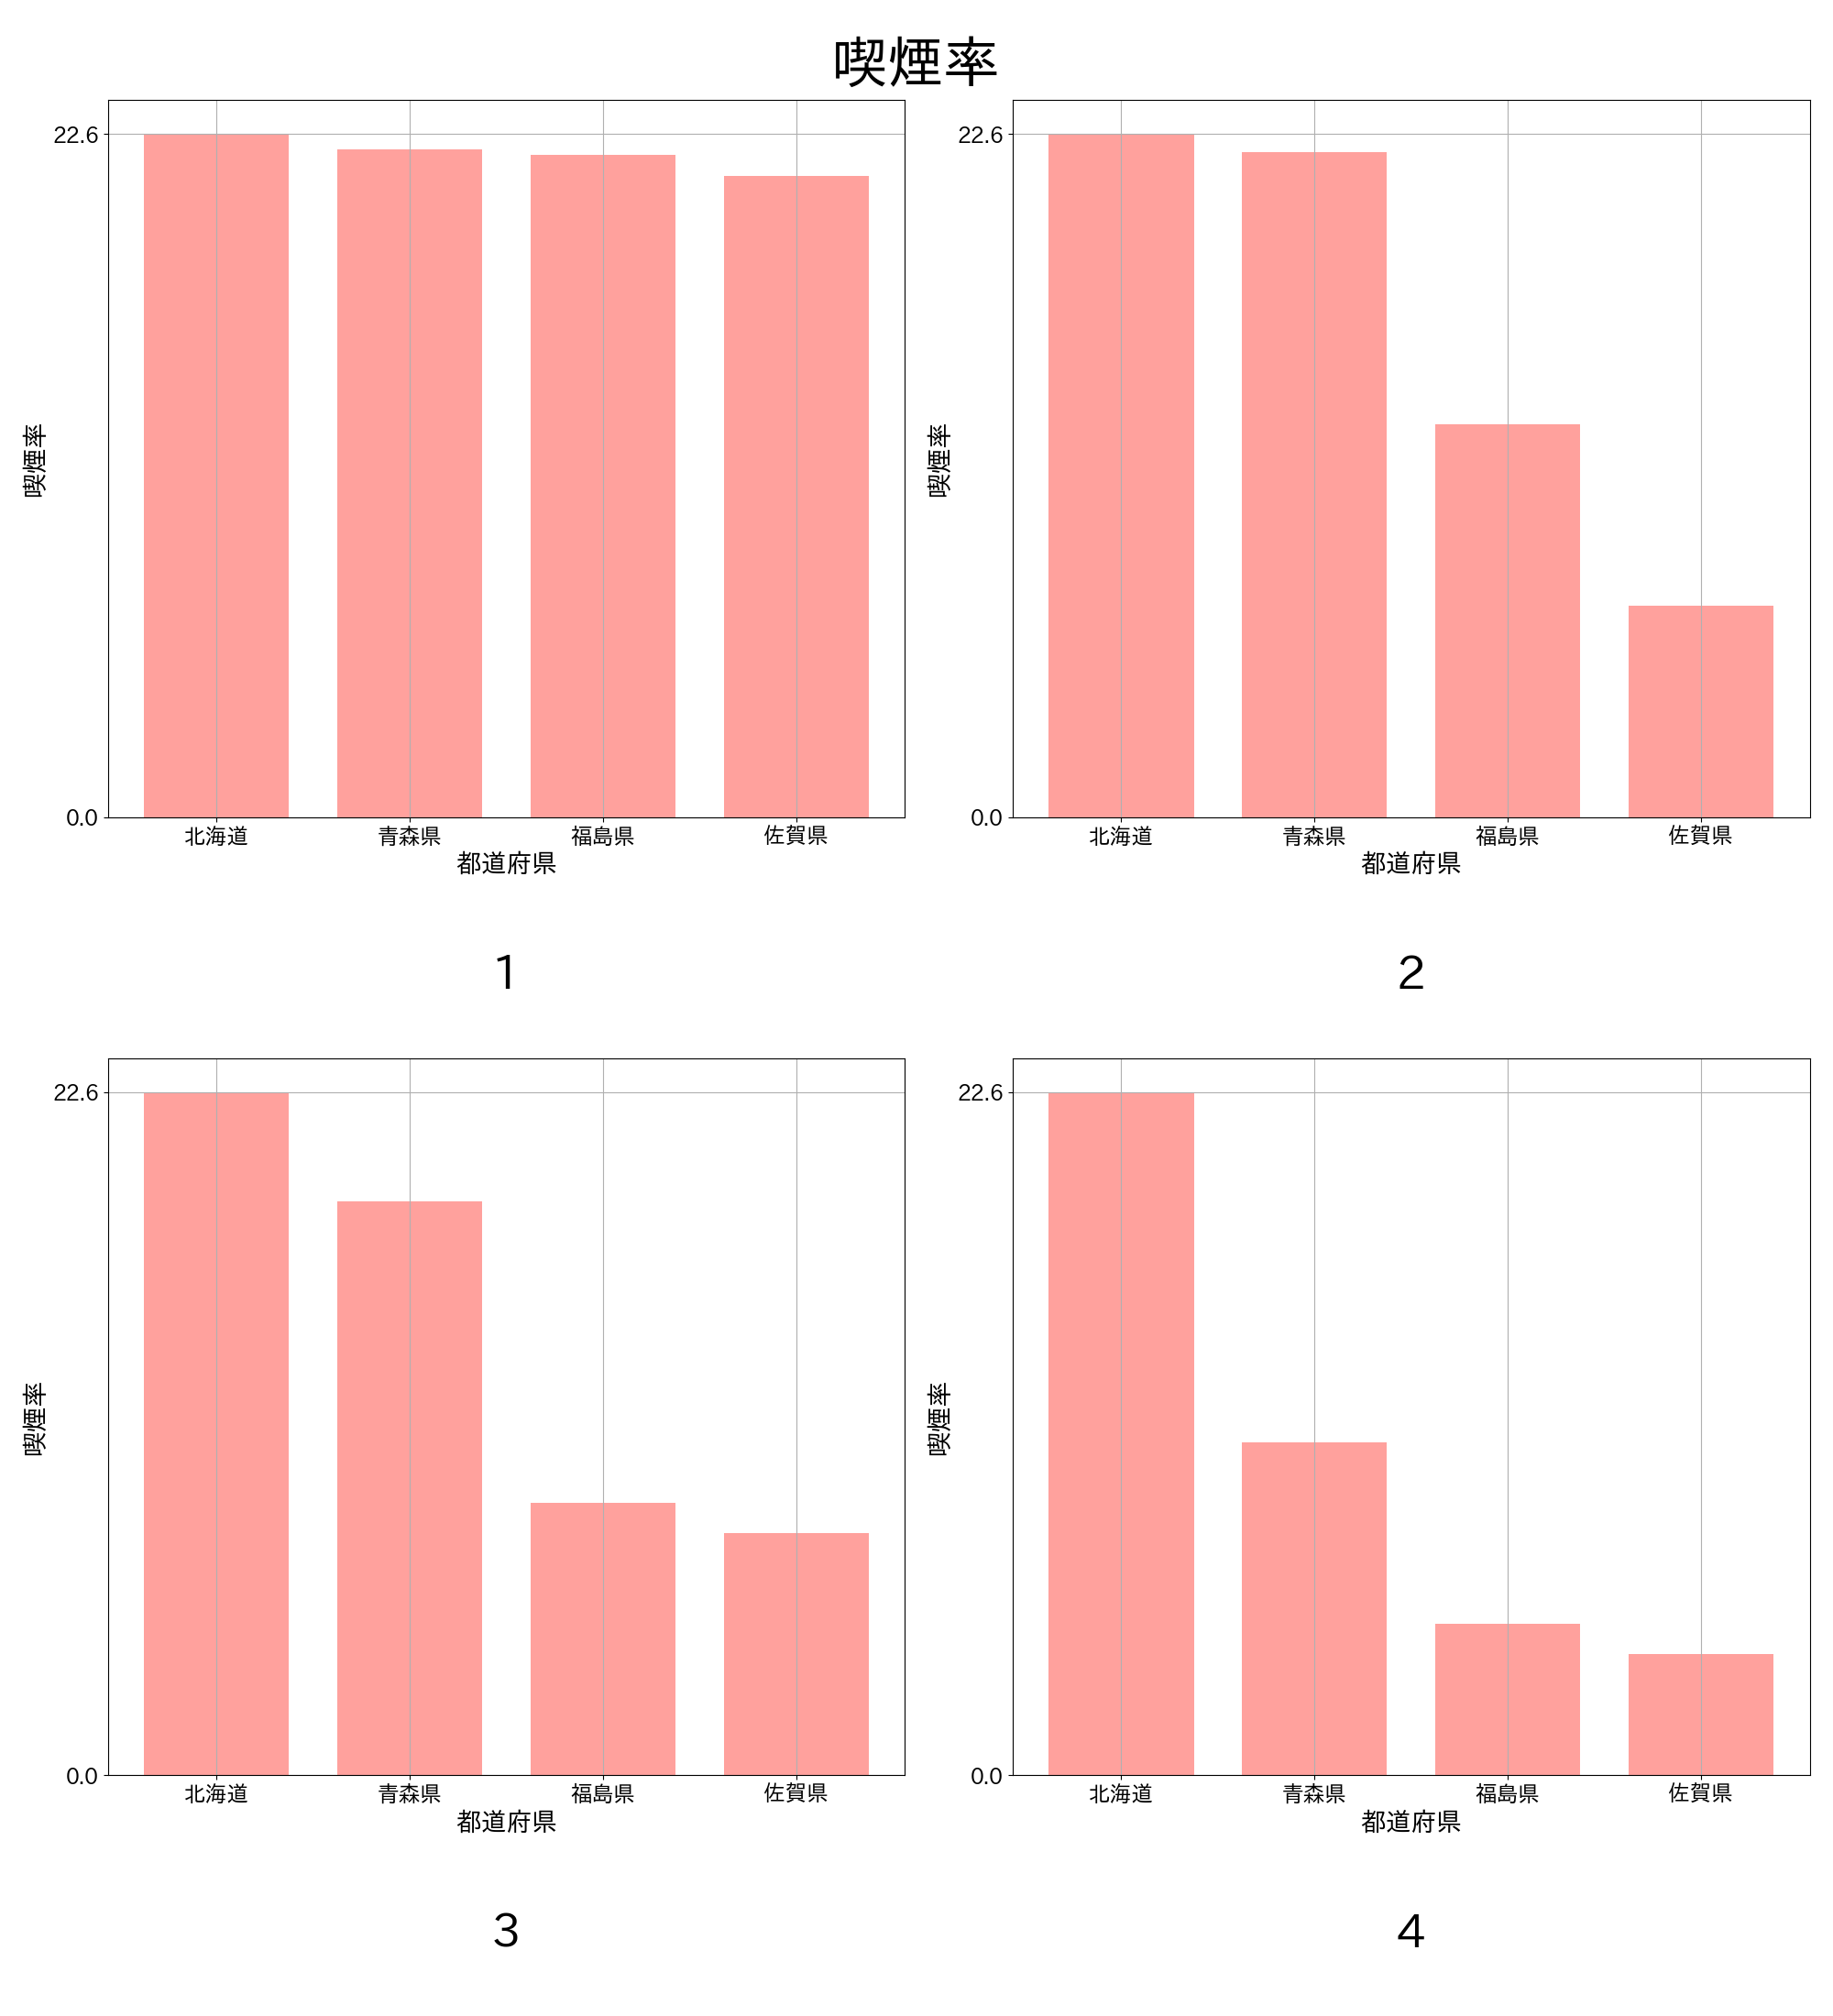 喫煙率
22.6
22.6
喫煙率
喫煙率
0.0
0.0
北海道 青森県 福島県 佐賀県
北海道 青森県 福島県 佐賀県
都道府県
都道府県
1
2
22.6
22.6
喫煙率
喫煙率
0.0
0.0
北海道 青森県 福島県 佐賀県
北海道 青森県 福島県 佐賀県
都道府県
都道府県
3
4